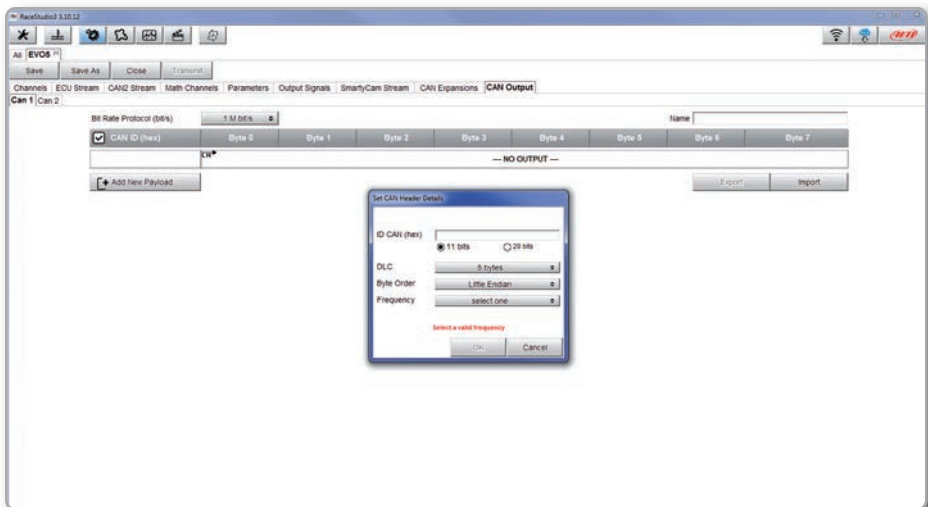 RaceStudio3 3.10.12
All EVO5
Save Save As Close Transmit
Channels ECU Stream CAN2 Stream Math Channels Parameters Output Signals SmartyCam Stream CAN Expansions CAN Output
Can 1 Can 2
Bit Rate Protocol (bit/s) 1 M bit/s Name
CAN ID (hex) Byte 0 Byte 1 Byte 2 Byte 3 Byte 4 Byte 5 Byte 6 Byte 7
--- NO OUTPUT ---
Add New Payload Export Import
Set CAN Header Details
ID CAN (hex)
11 bits 29 bits
DLC 8 bytes
Byte Order Little Endian
Frequency select one
Select a valid frequency
OK Cancel